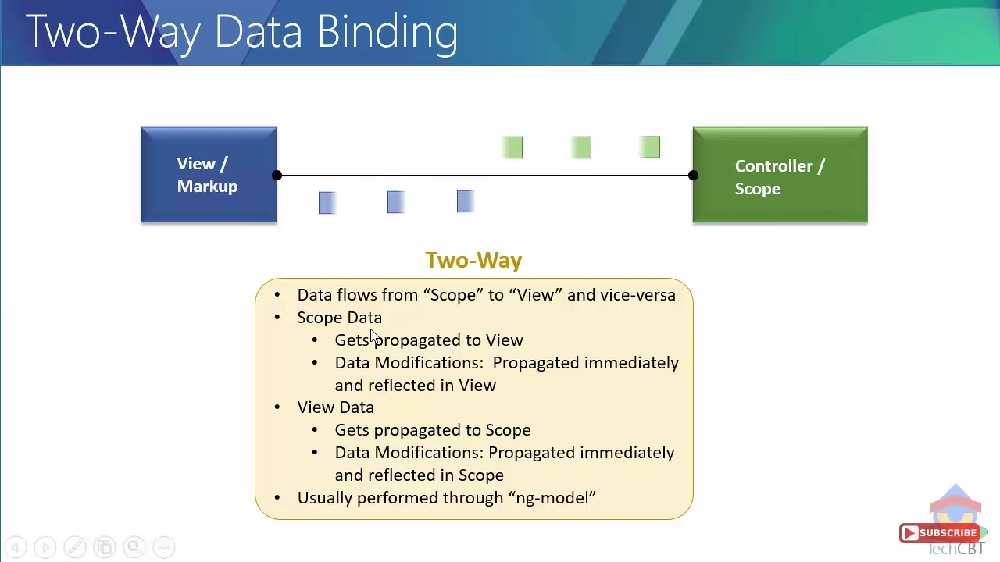 Two-Way Data Binding
View /
Markup
Controller /
Scope
Two-Way
• Data flows from “Scope” to “View” and vice-versa
• Scope Data
• Gets propagated to View
• Data Modifications:  Propagated immediately
and reflected in View
• View Data
• Gets propagated to Scope
• Data Modifications: Propagated immediately
and reflected in Scope
• Usually performed through “ng-model”
SUBSCRIBE
TechCBT